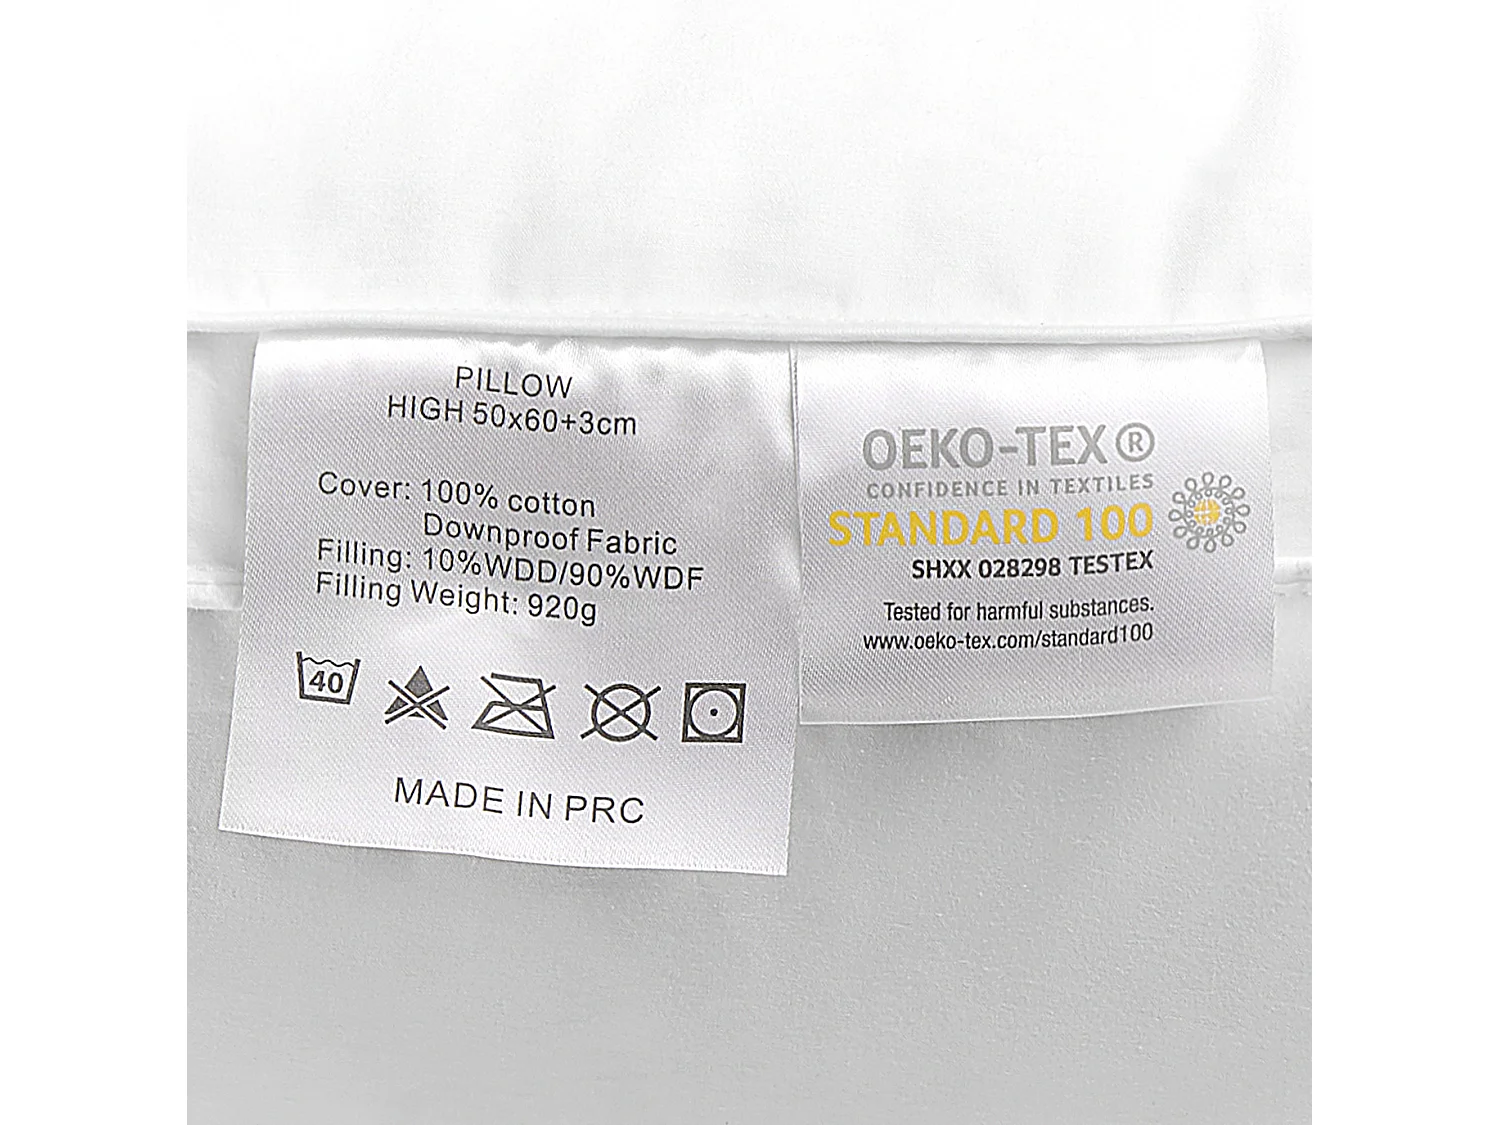 PILLOW
HIGH 50x60+3cm
Cover: 100% cotton
Downproof Fabric
Filling: 10%WDD/90%WDF
Filling Weight: 920g
40
MADE IN PRC
OEKO-TEX®
CONFIDENCE IN TEXTILES
STANDARD 100
SHXX 028298 TESTEX
Tested for harmful substances.
www.oeko-tex.com/standard100